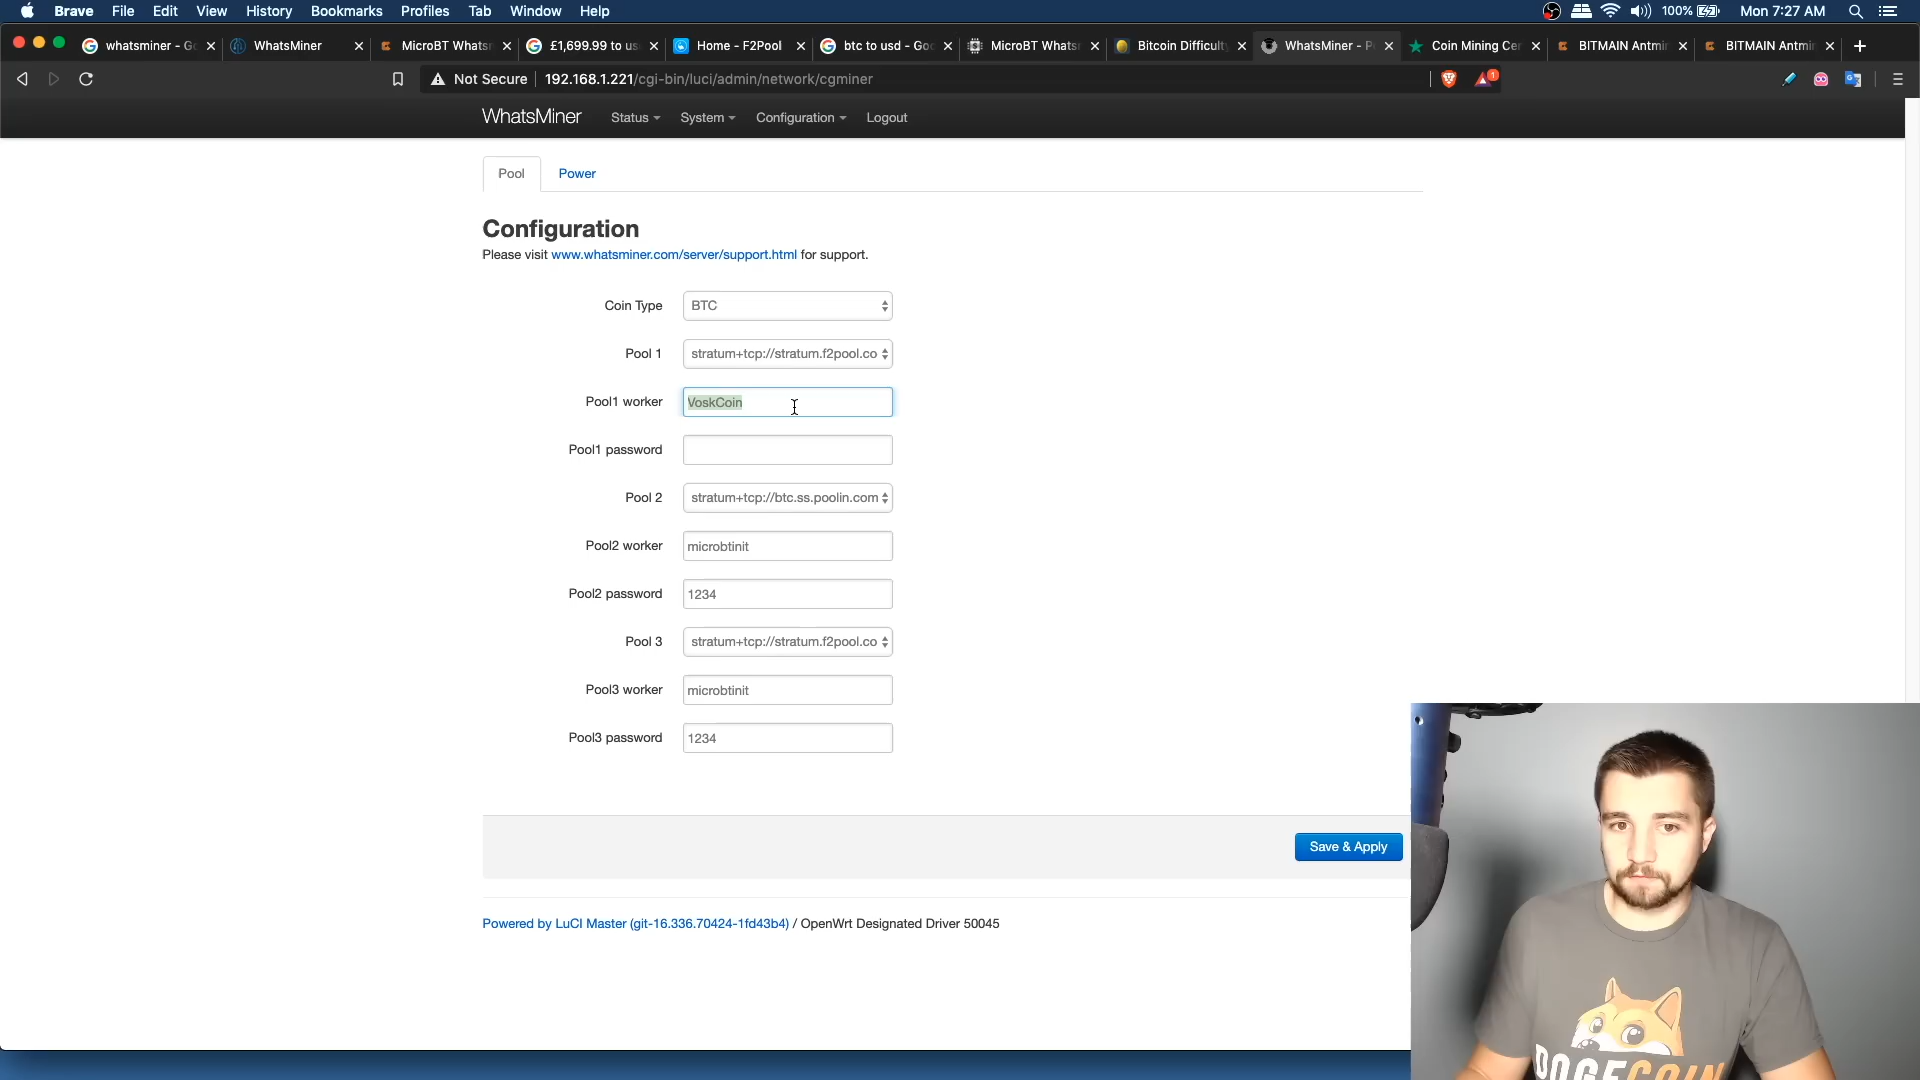 Brave File Edit View History Bookmarks Profiles Tab Window Help 100% Mon 7:27 AM
whatsminer - Go
WhatsMiner
MicroBT Whats
£1,699.99 to us
Home - F2Pool
btc to usd - Goo
MicroBT Whats
Bitcoin Difficult
WhatsMiner - P
Coin Mining Ce
BITMAIN Antmi
BITMAIN Antmi
Not Secure 192.168.1.221/cgi-bin/luci/admin/network/cgminer 1
WhatsMiner Status System Configuration Logout
Pool Power
Configuration
Please visit www.whatsminer.com/server/support.html for support.
Coin Type BTC
Pool 1 stratum+tcp://stratum.f2pool.co
Pool1 worker VoskCoin
Pool1 password
Pool 2 stratum+tcp://btc.ss.poolin.com
Pool2 worker microbtinit
Pool2 password 1234
Pool 3 stratum+tcp://stratum.f2pool.co
Pool3 worker microbtinit
Pool3 password 1234
Save & Apply
Powered by LuCI Master (git-16.336.70424-1fd43b4) / OpenWrt Designated Driver 50045
DOGECOIN